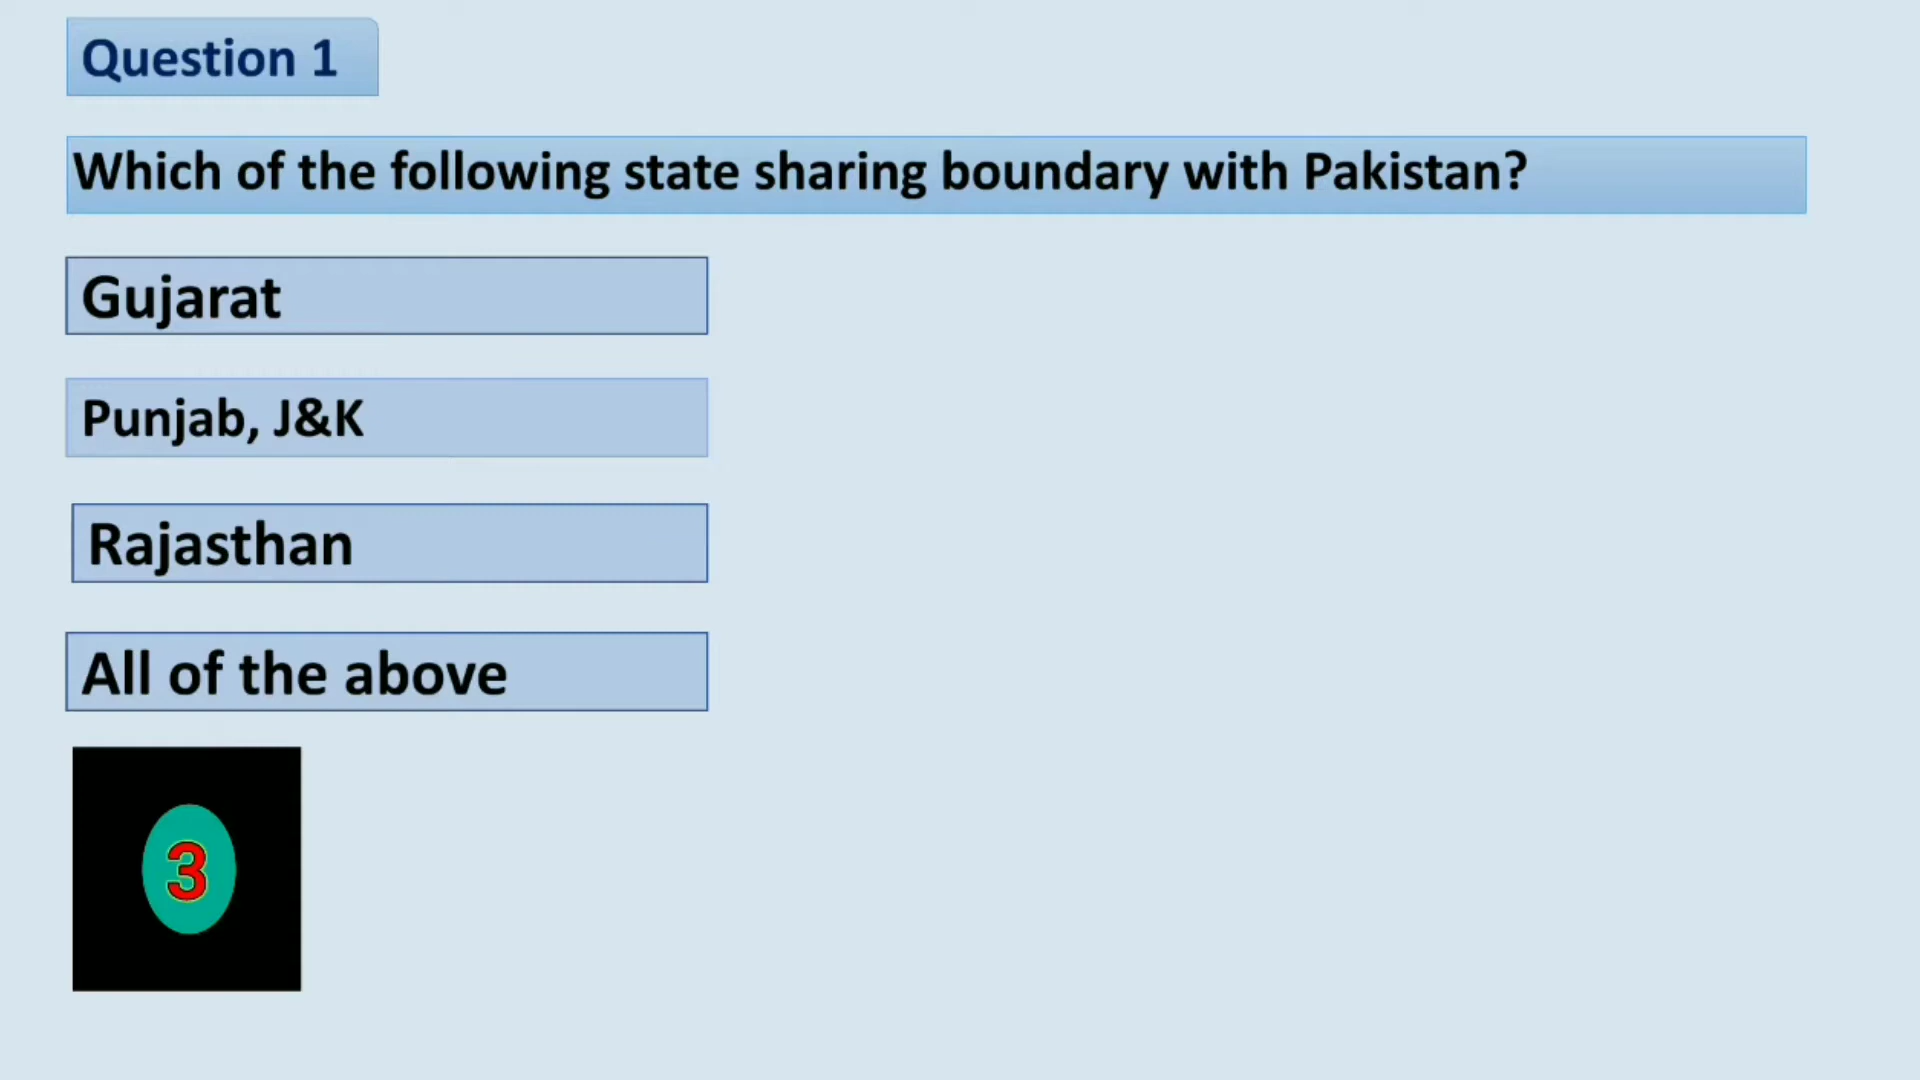 Question 1
Which of the following state sharing boundary with Pakistan?
Gujarat
Punjab, J&K
Rajasthan
All of the above
3